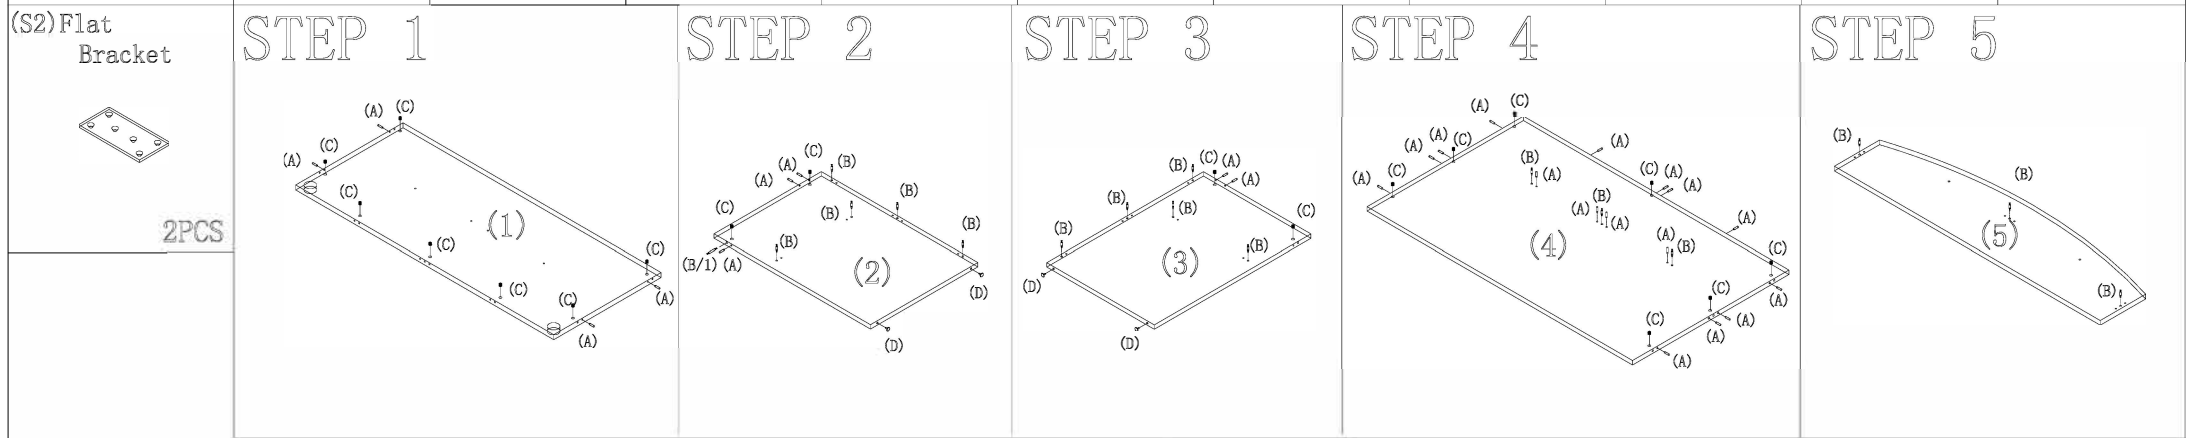 (S2)Flat
Bracket
2PCS
STEP 1
(A) (C)
(A) (C)
(C)
(1)
(C)
(C)
(C)
(C)
(A)
(A)
STEP 2
(A) (C) (B)
(A)
(B)
(C)
(B)
(B)
(B)
(B/1) (A)
(2)
(D)
(D)
STEP 3
(B) (C) (A)
(A)
(B)
(B)
(C)
(B)
(B)
(3)
(D)
(D)
STEP 4
(A) (C)
(A)
(C)
(A)
(A)
(B)
(A)
(A)
(C)
(C)
(A)
(A)
(B)
(A)
(A)
(A)
(4)
(A)
(B)
(C)
(A)
(C)
(A)
(A)
(C)
(A)
STEP 5
(B)
(B)
(5)
(B)